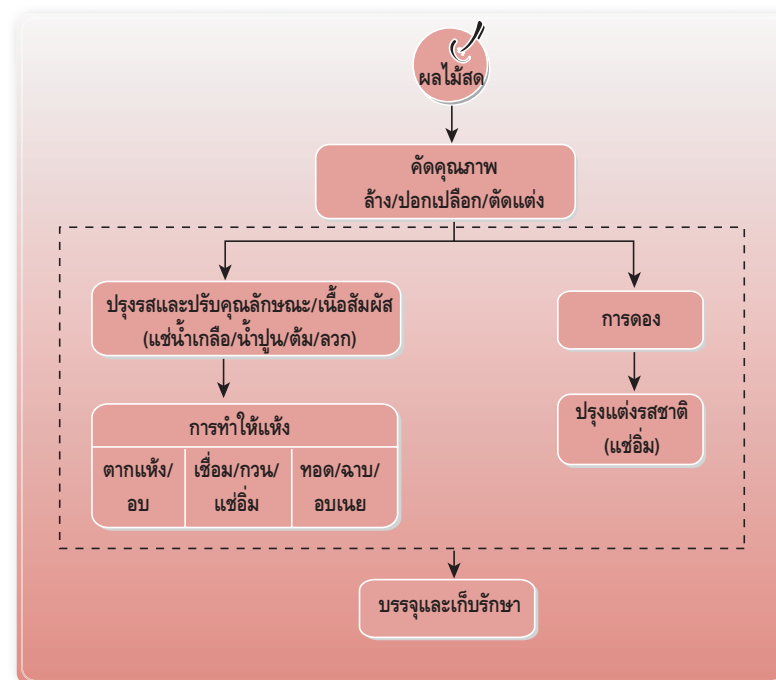 ผลไม้สด
คัดคุณภาพ
ล้าง/ปอกเปลือก/ตัดแต่ง
ปรุงรสและปรับคุณลักษณะ/เนื้อสัมผัส
(แช่น้ำเกลือ/น้ำปูน/ต้ม/ลวก)
การทำให้แห้ง
ตากแห้ง/
อบ
เชื่อม/กวน/
แช่อิ่ม
ทอด/ฉาบ/
อบเนย
การดอง
ปรุงแต่งรสชาติ
(แช่อิ่ม)
บรรจุและเก็บรักษา